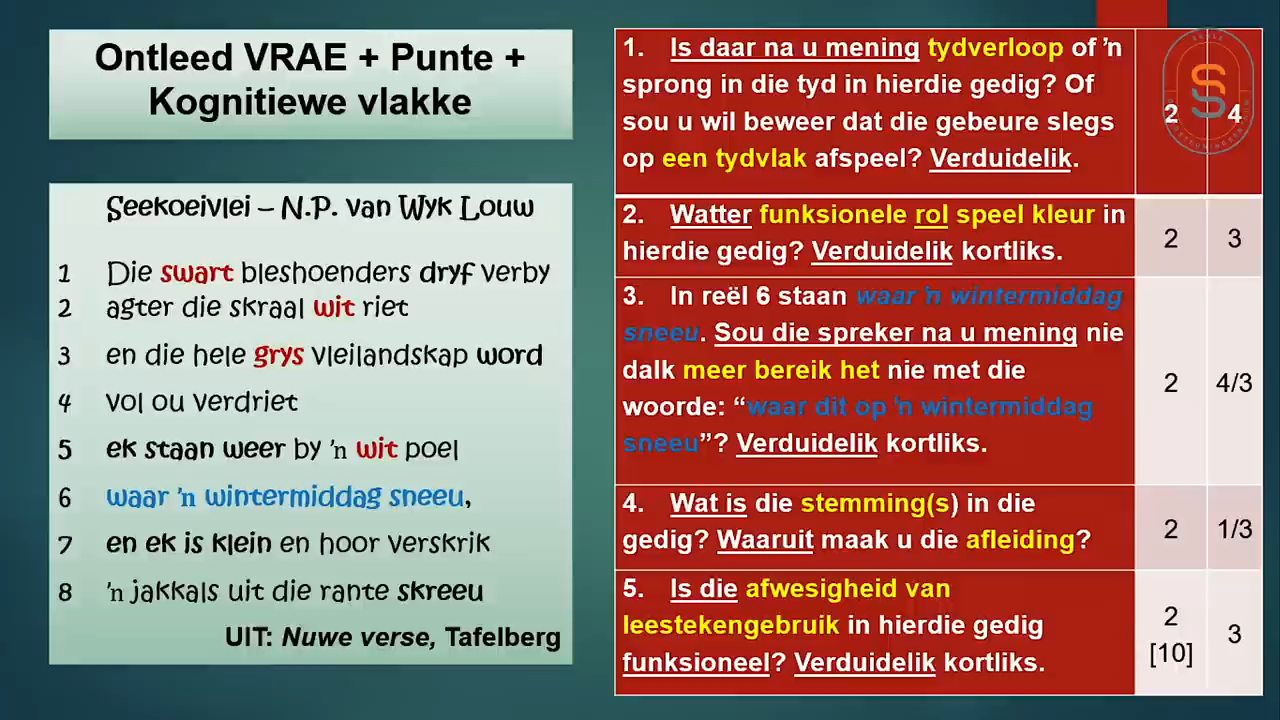 Ontleed VRAE + Punte +
Kognitiewe vlakke
Seekoeivlei – N.P. van Wyk Louw
1 Die swart bleshoenders dryf verby
2 agter die skraal wit riet
3 en die hele grys vleilandskap word
4 vol ou verdriet
5 ek staan weer by 'n wit poel
6 waar 'n wintermiddag sneeu,
7 en ek is klein en hoor verskrik
8 'n jakkals uit die rante skreeu
UIT: Nuwe verse, Tafelberg
1. Is daar na u mening tydverloop of 'n
sprong in die tyd in hierdie gedig? Of
sou u wil beweer dat die gebeure slegs
op een tydvlak afspeel? Verduidelik.
2 4
2. Watter funksionele rol speel kleur in
hierdie gedig? Verduidelik kortliks.
2 3
3. In reël 6 staan waar 'n wintermiddag
sneeu. Sou die spreker na u mening nie
dalk meer bereik het nie met die
woorde: “waar dit op 'n wintermiddag
sneeu”? Verduidelik kortliks.
2 4/3
4. Wat is die stemming(s) in die
gedig? Waaruit maak u die afleiding?
2 1/3
5. Is die afwesigheid van
leestekengebruik in hierdie gedig
funksioneel? Verduidelik kortliks.
2
[10] 3